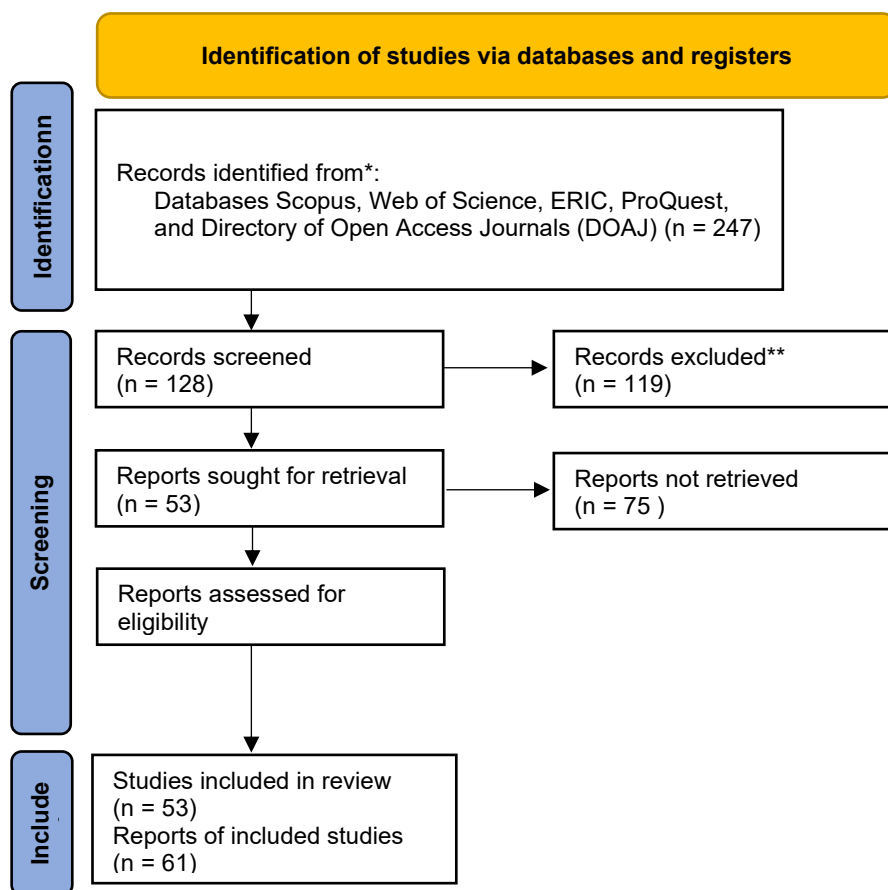 Identification of studies via databases and registers
Identificationn
Records identified from*:
Databases Scopus, Web of Science, ERIC, ProQuest,
and Directory of Open Access Journals (DOAJ) (n = 247)
Screening
Records screened
(n = 128)
Records excluded**
(n = 119)
Reports sought for retrieval
(n = 53)
Reports not retrieved
(n = 75 )
Reports assessed for
eligibility
Include
Studies included in review
(n = 53)
Reports of included studies
(n = 61)